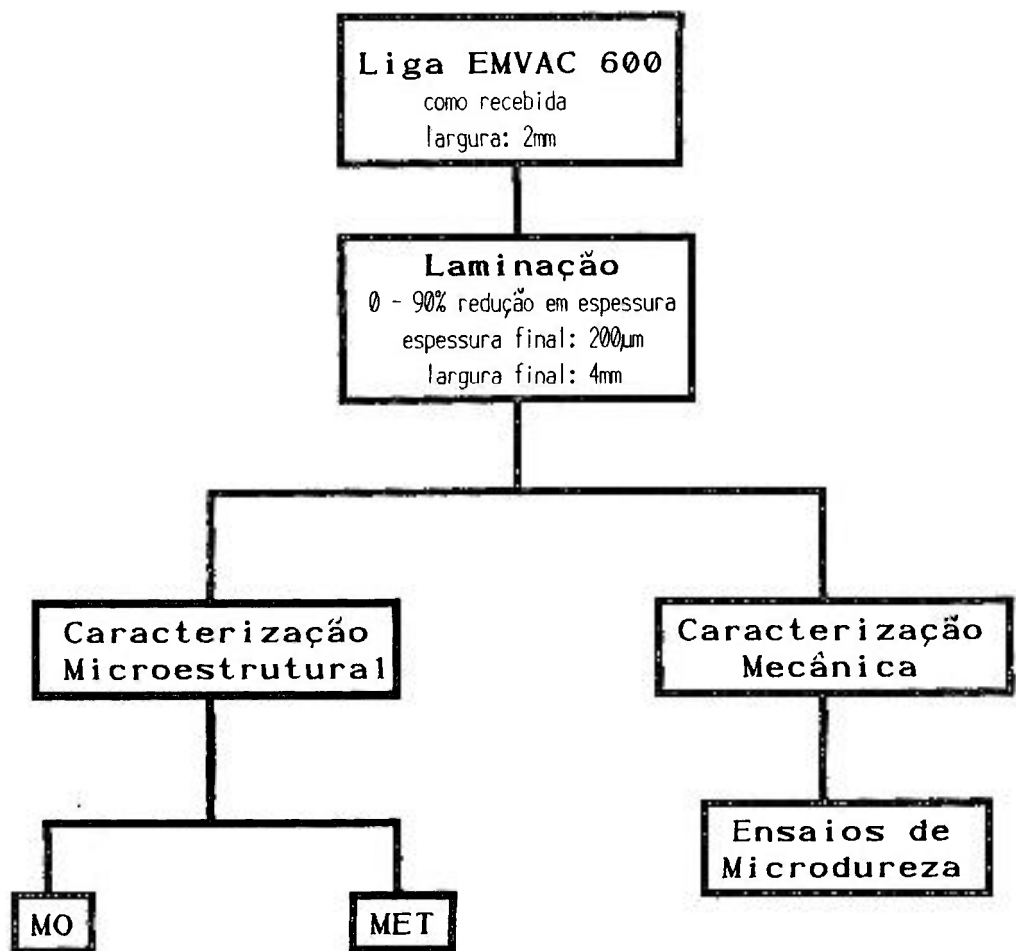 Liga EMVAC 600
como recebida
largura: 2mm
Laminação
0 - 90% redução em espessura
espessura final: 200µm
largura final: 4mm
Caracterização
Microestrutural
Caracterização
Mecânica
Ensaios de
Microdureza
MO
MET